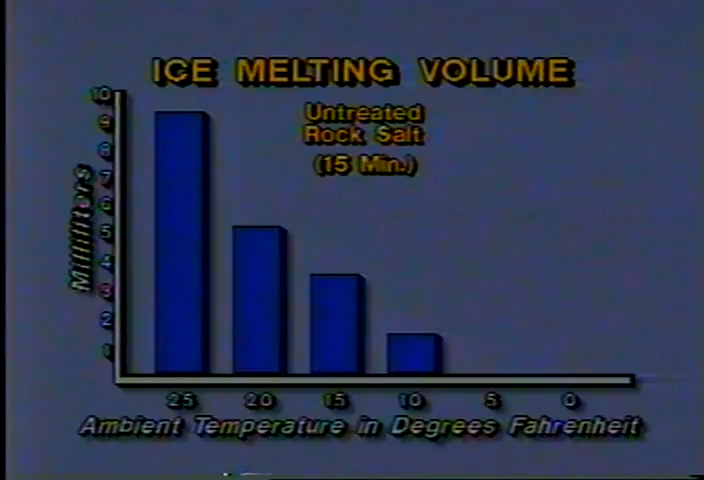 ICE MELTING VOLUME
Untreated
Rock Salt
(15 Min.)
Milliliters
10
9
8
7
6
5
4
3
2
1
25 20 15 10 5 0
Ambient Temperature in Degrees Fahrenheit